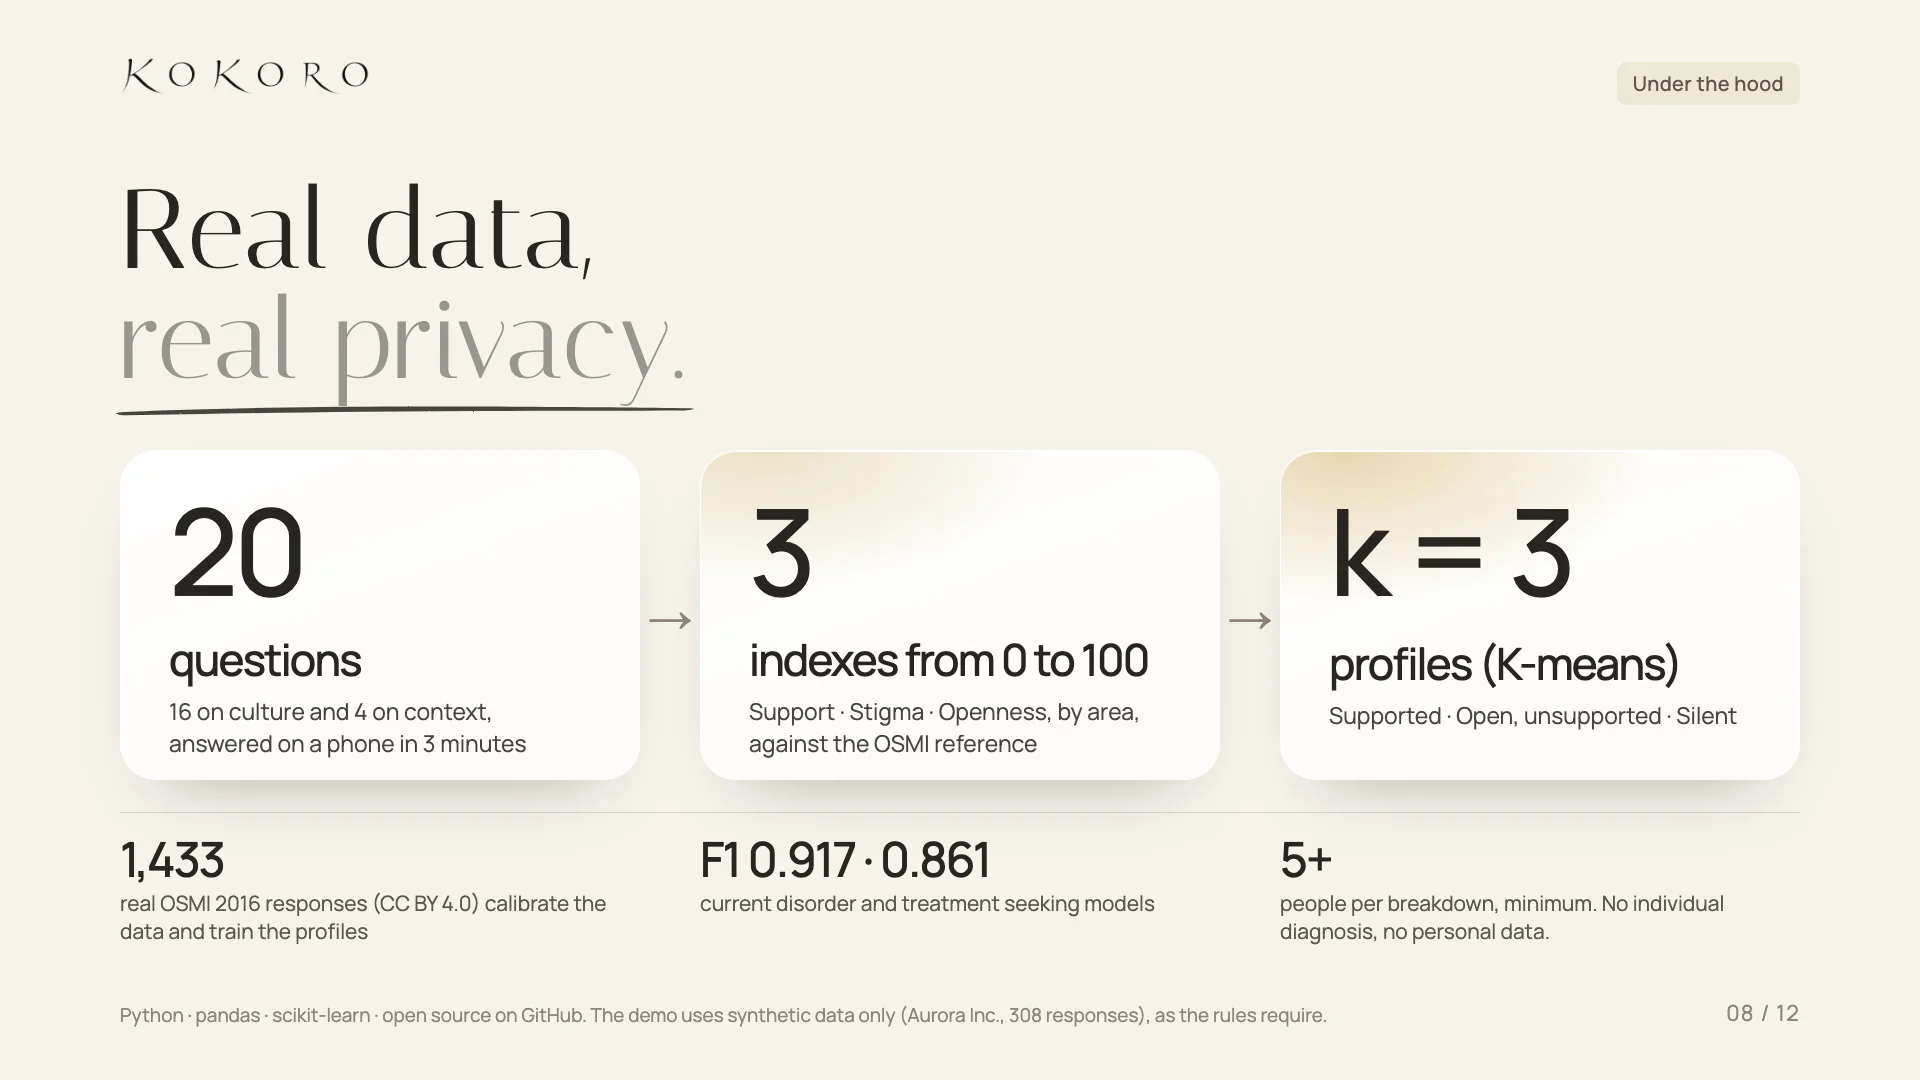 KOKORO
Under the hood
Real data,
real privacy.
20
questions
16 on culture and 4 on context,
answered on a phone in 3 minutes
→
3
indexes from 0 to 100
Support · Stigma · Openness, by area,
against the OSMI reference
→
k = 3
profiles (K-means)
Supported · Open, unsupported · Silent
1,433
real OSMI 2016 responses (CC BY 4.0) calibrate the
data and train the profiles
F1 0.917 · 0.861
current disorder and treatment seeking models
5+
people per breakdown, minimum. No individual
diagnosis, no personal data.
Python · pandas · scikit-learn · open source on GitHub. The demo uses synthetic data only (Aurora Inc., 308 responses), as the rules require.
08 / 12